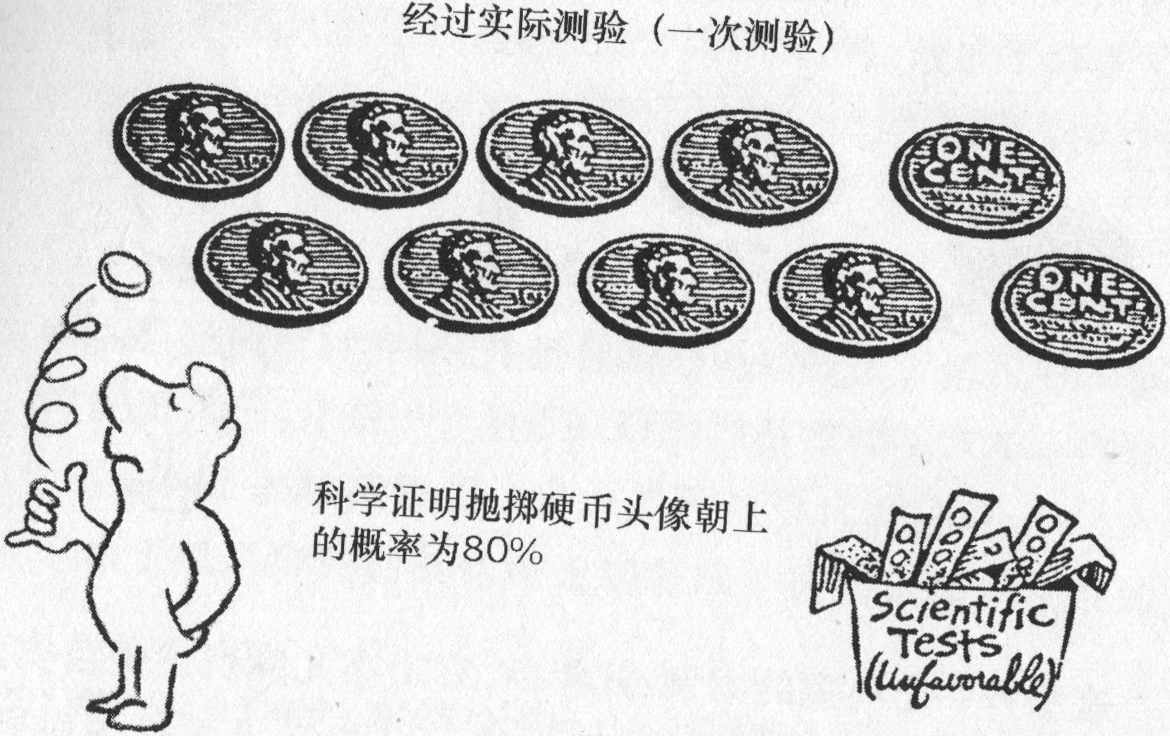 经过实际测验（一次测验）
ONE
CENT
ONE
CENT
科学证明抛掷硬币头像朝上
的概率为80%
Scientific
Tests
(Unfavorable)